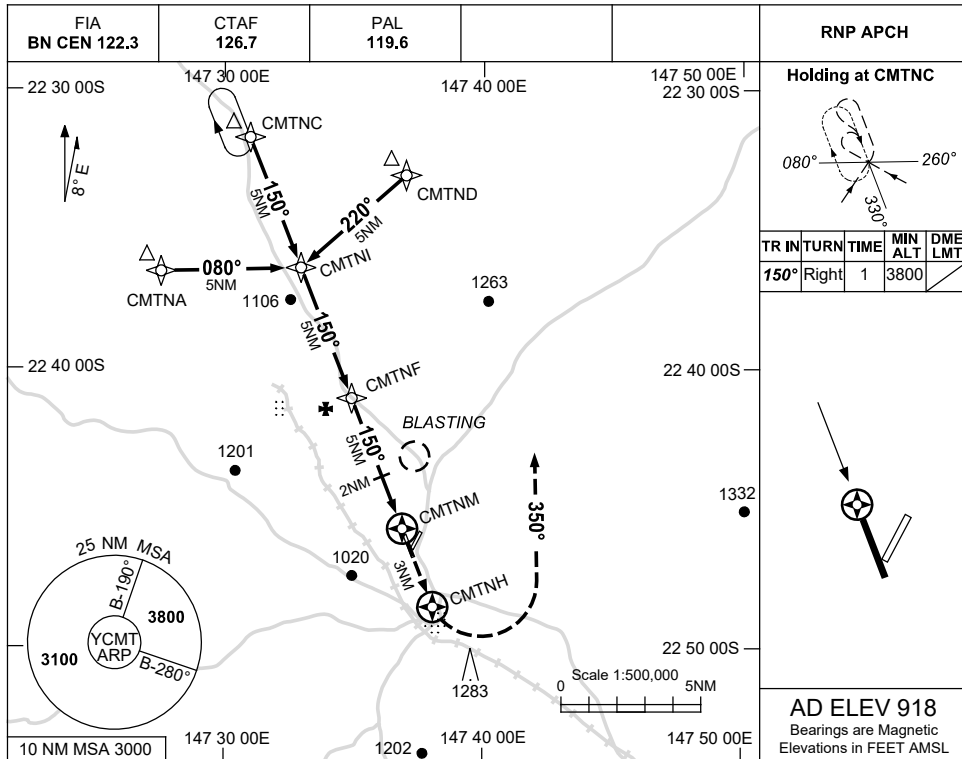 FIA
BN CEN 122.3
CTAF
126.7
PAL
119.6
RNP APCH
147 30 00E
147 40 00E
147 50 00E
22 30 00S
22 30 00S
8° E
CMTNC
CMTND
150°
5NM
220°
5NM
CMTNI
080°
5NM
CMTNA
1106
1263
150°
5NM
22 40 00S
22 40 00S
CMTNF
BLASTING
150°
5NM
1201
2NM
CMTNM
350°
1332
25 NM MSA
B-190°
3800
YCMT
ARP
3100
B-280°
1020
3NM
CMTNH
22 50 00S
1283
Scale 1:500,000
0
5NM
10 NM MSA 3000
147 30 00E
1202
147 40 00E
147 50 00E
Holding at CMTNC
080°
260°
330°
TR IN TURN TIME MIN ALT DME LMT
150° Right 1 3800
AD ELEV 918
Bearings are Magnetic
Elevations in FEET AMSL